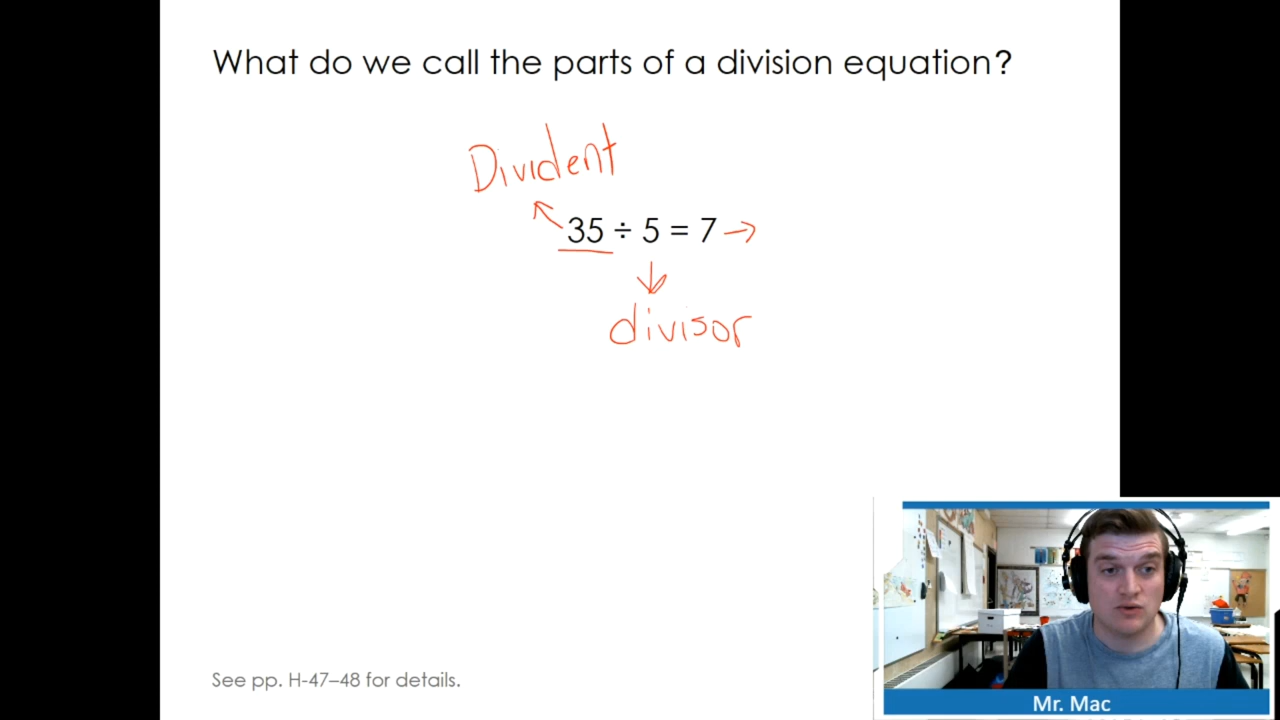 What do we call the parts of a division equation?
Divident
35 ÷ 5 = 7 →
divisor
See pp. H-47–48 for details.
Mr. Mac